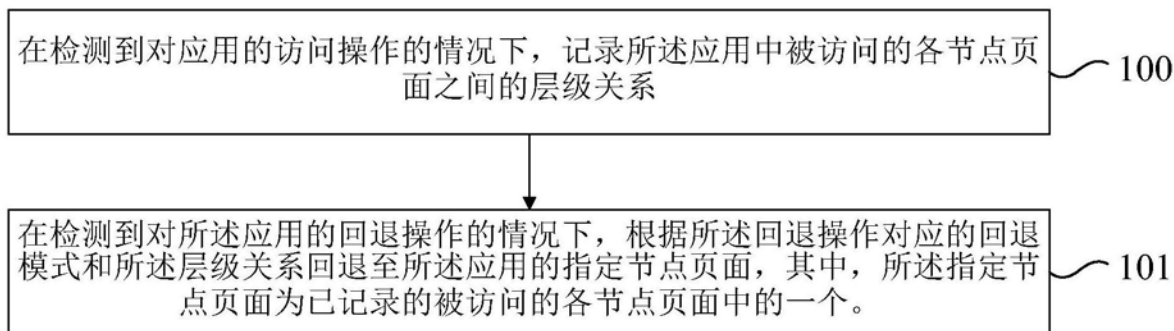 在检测到对应用的访问操作的情况下，记录所述应用中被访问的各节点页
面之间的层级关系
100
在检测到对所述应用的回退操作的情况下，根据所述回退操作对应的回退
模式和所述层级关系回退至所述应用的指定节点页面，其中，所述指定节
点页面为已记录的被访问的各节点页面中的一个。
101